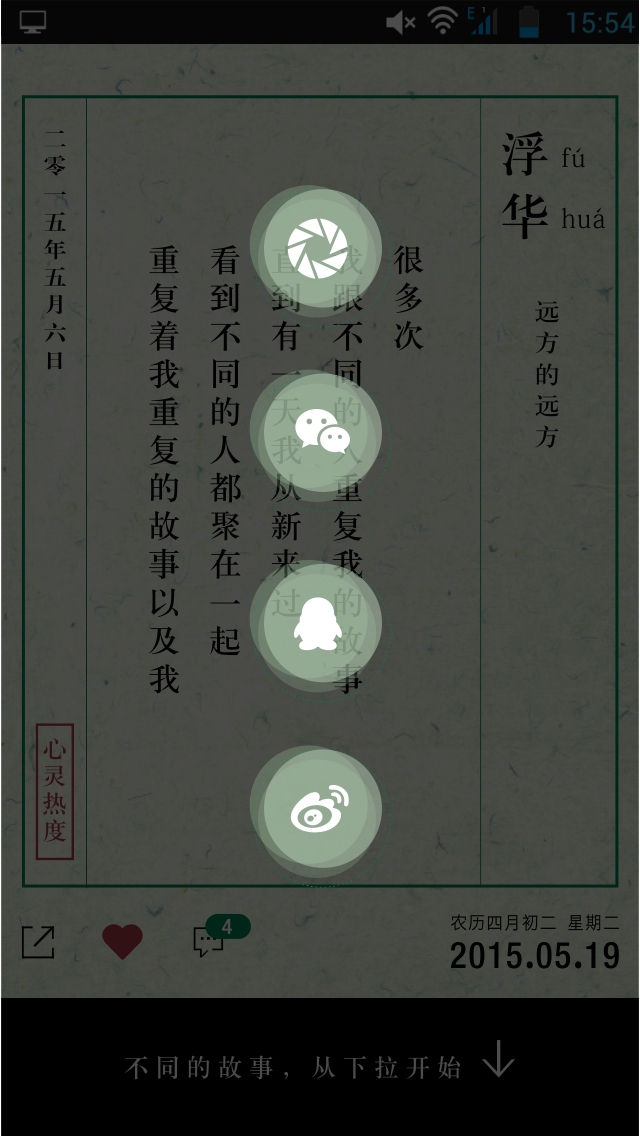 E
15:54
浮华
fú
huá
远方的远方
很多次
我跟不同的人重复我的故事
直到有一天我从新来过
看到不同的人都聚在一起
重复着我重复的故事以及我
二零一五年五月六日
心灵热度
4
农历四月初二 星期二
2015.05.19
不同的故事，从下拉开始